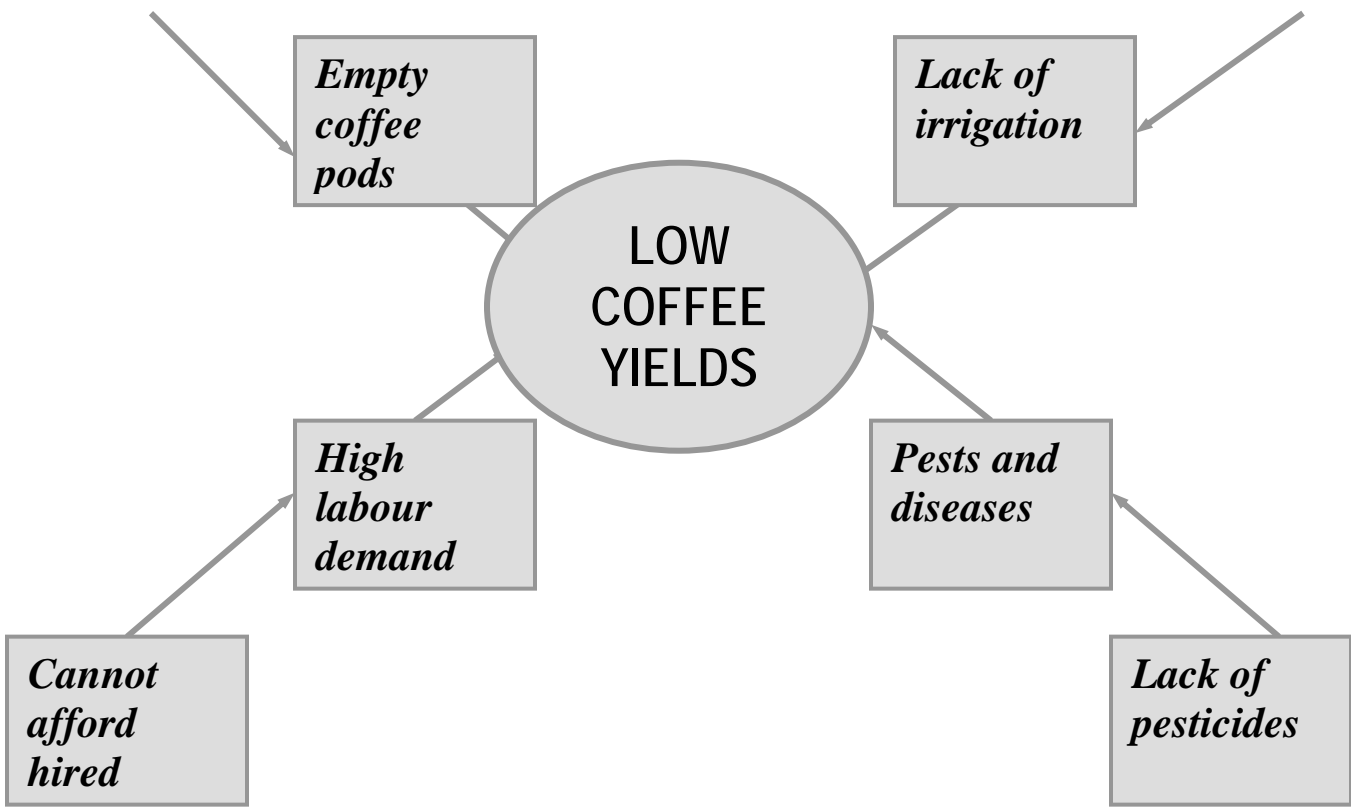 Empty
coffee
pods
Lack of
irrigation
LOW
COFFEE
YIELDS
High
labour
demand
Pests and
diseases
Cannot
afford
hired
Lack of
pesticides